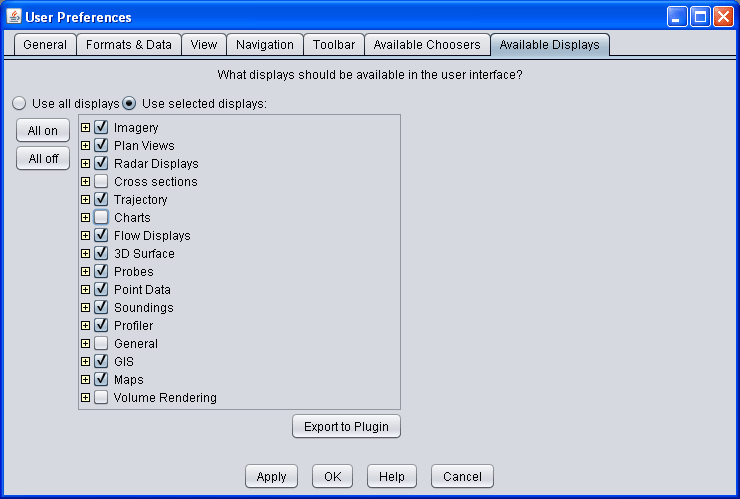 User Preferences
General Formats & Data View Navigation Toolbar Available Choosers Available Displays
What displays should be available in the user interface?
Use all displays Use selected displays:
All on
All off
Imagery
Plan Views
Radar Displays
Cross sections
Trajectory
Charts
Flow Displays
3D Surface
Probes
Point Data
Soundings
Profiler
General
GIS
Maps
Volume Rendering
Export to Plugin
Apply OK Help Cancel